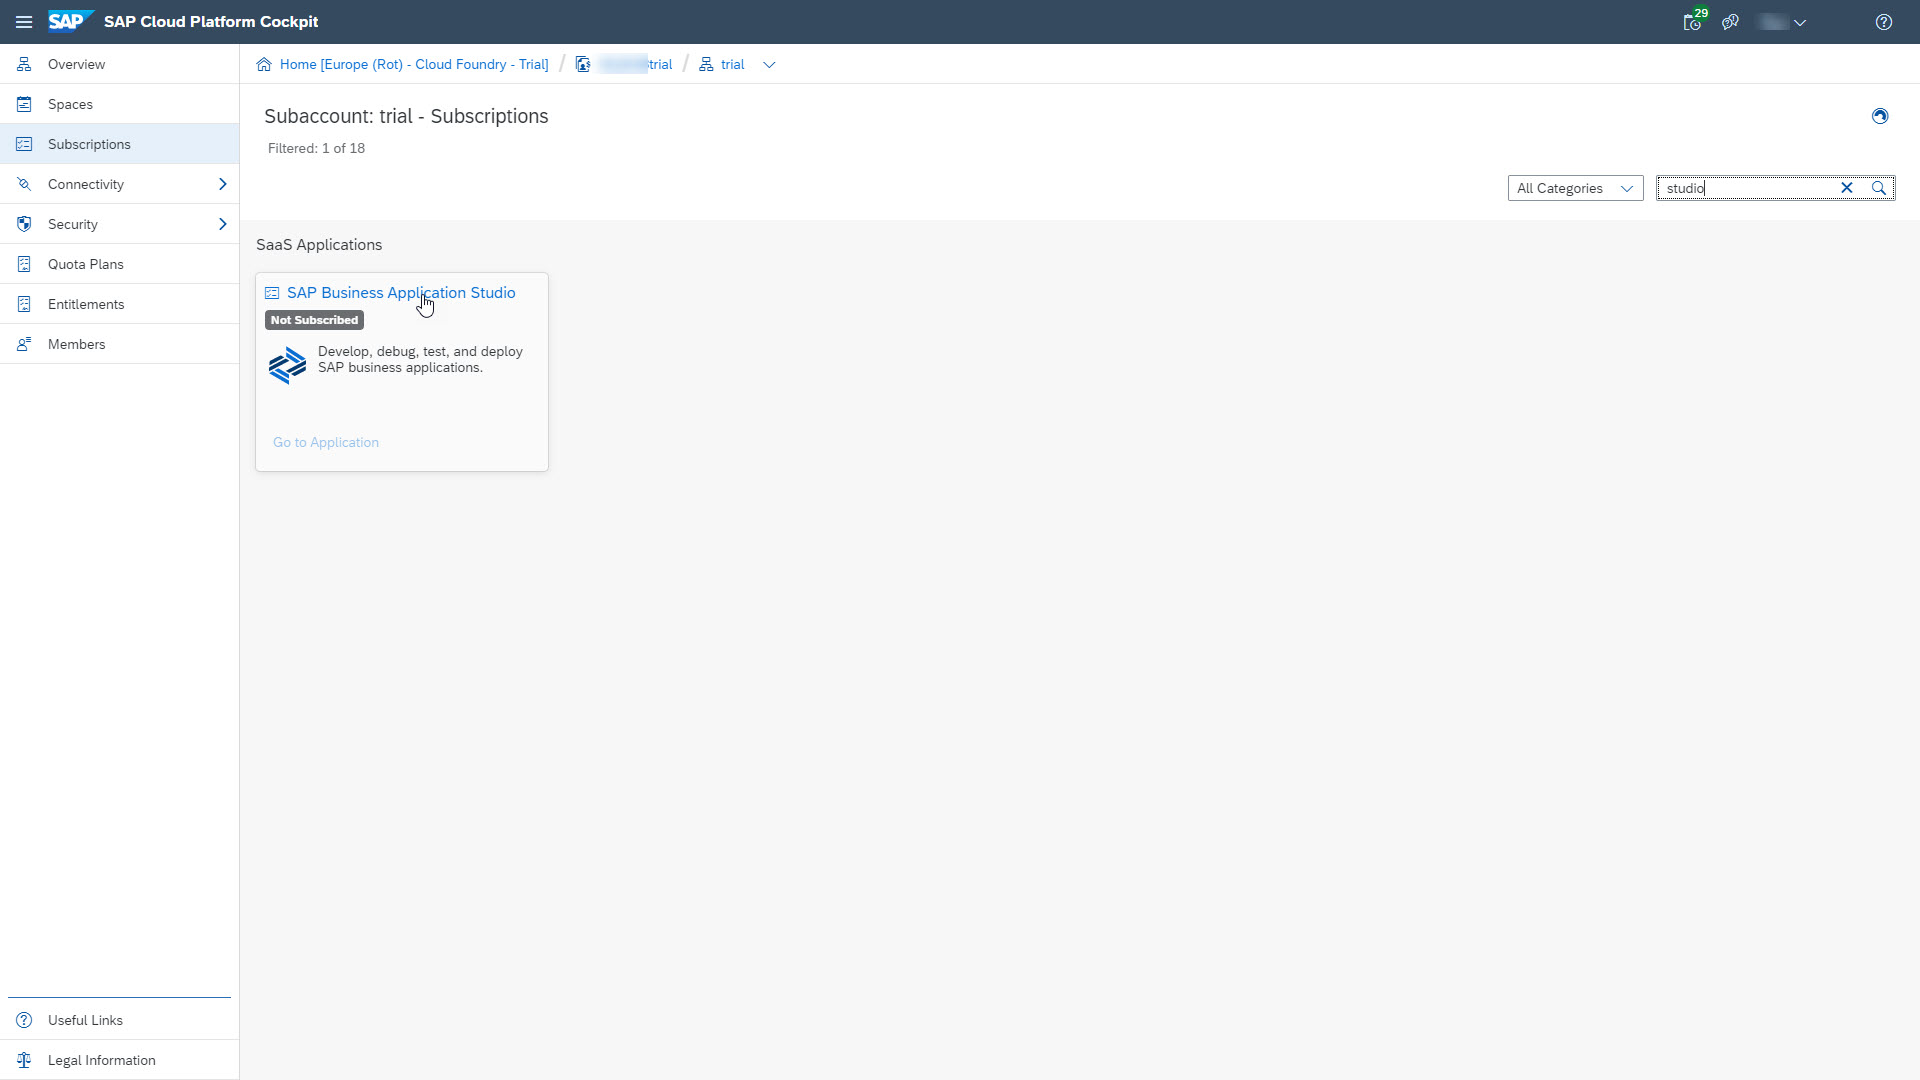 SAP SAP Cloud Platform Cockpit
29
Overview
Spaces
Subscriptions
Connectivity
Security
Quota Plans
Entitlements
Members
Useful Links
Legal Information
Home [Europe (Rot) - Cloud Foundry - Trial] / trial / trial
Subaccount: trial - Subscriptions
Filtered: 1 of 18
All Categories
studio
SaaS Applications
SAP Business Application Studio
Not Subscribed
Develop, debug, test, and deploy
SAP business applications.
Go to Application